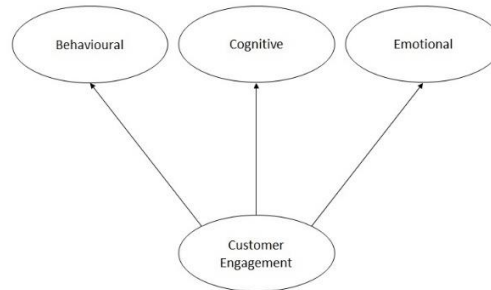 Behavioural
Cognitive
Emotional
Customer
Engagement